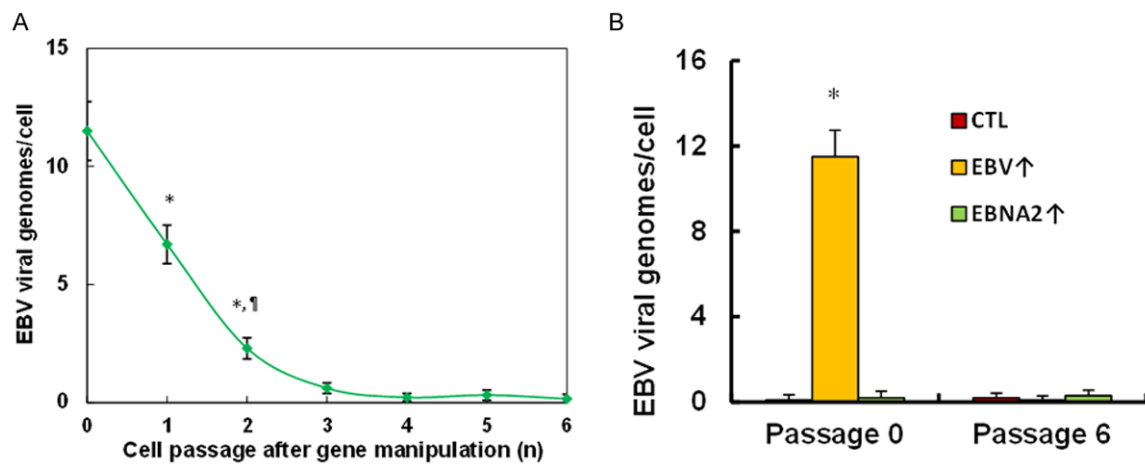 A
EBV viral genomes/cell
15
10
5
0
*
*,¶
0 1 2 3 4 5 6
Cell passage after gene manipulation (n)
B
EBV viral genomes/cell
16
12
8
4
0
*
CTL
EBV↑
EBNA2↑
Passage 0 Passage 6